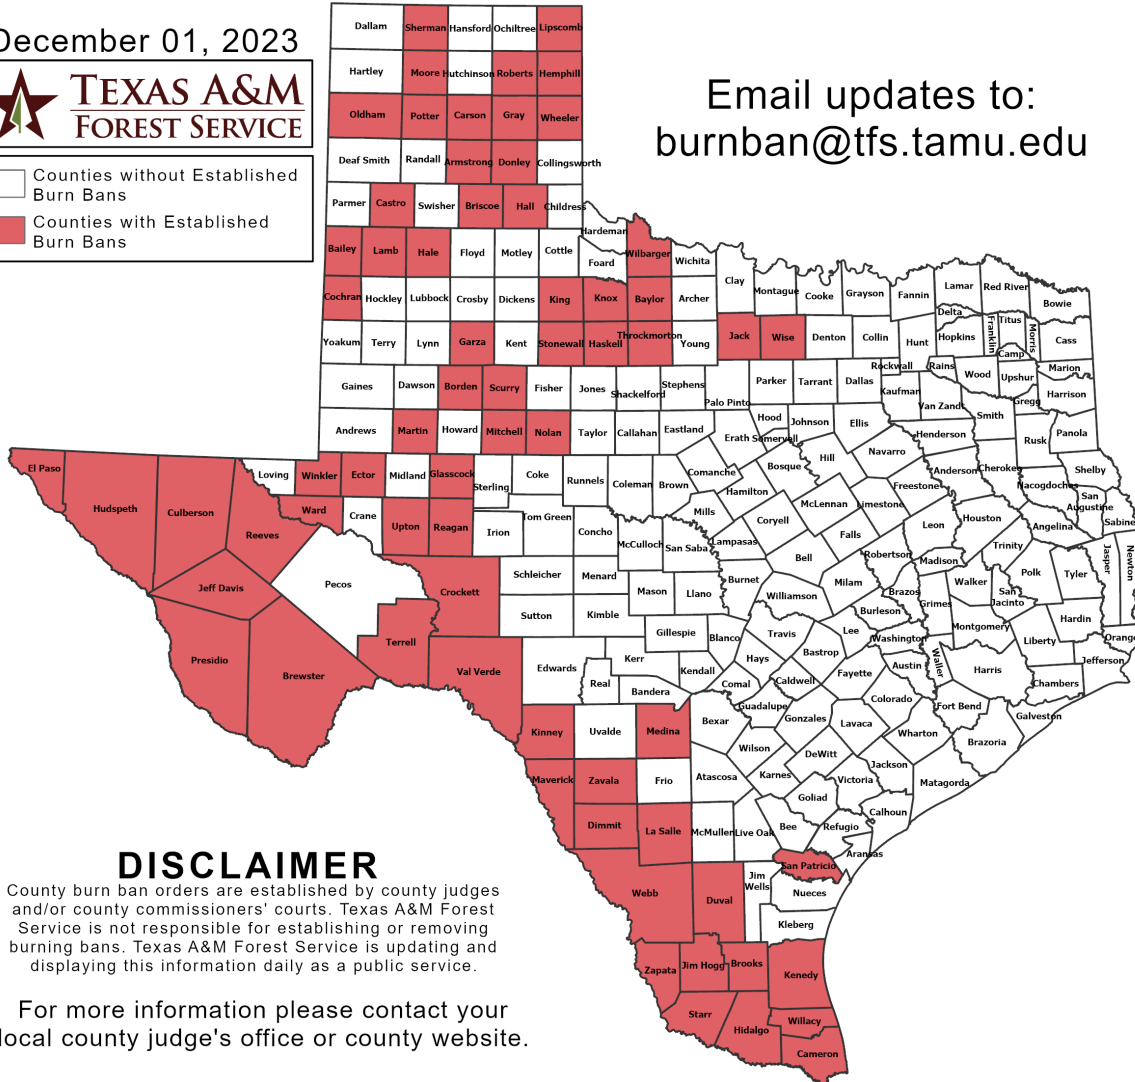 December 01, 2023
TEXAS A&M
FOREST SERVICE
Counties without Established
Burn Bans
Counties with Established
Burn Bans
Email updates to:
burnban@tfs.tamu.edu
Dallam Sherman Hansford Ochiltree Lipscomb
Hartley Moore Hutchinson Roberts Hemphill
Oldham Potter Carson Gray Wheeler
Deaf Smith Randall Armstrong Donley Collingsworth
Parmer Castro Swisher Briscoe Hall Childress
Hardeman
Bailey Lamb Hale Floyd Motley Cottle Foard Wilbarger Wichita
Clay Montague Cooke Grayson Fannin Lamar Red River Bowie
Cochran Hockley Lubbock Crosby Dickens King Knox Baylor Archer
Delta Franklin Titus Morris Cass
Yoakum Terry Lynn Garza Kent Stonewall Haskell Throckmorton Young Jack Wise Denton Collin Hunt Hopkins
Camp
Rockwall Rains Wood Upshur Marion
Gaines Dawson Borden Scurry Fisher Jones Shackelford Stephens Palo Pinto Parker Tarrant Dallas Kaufman Van Zandt Smith Gregg Harrison
Andrews Martin Howard Mitchell Nolan Taylor Callahan Eastland Erath Somervell Hood Johnson Ellis Henderson Rusk Panola
El Paso Loving Winkler Ector Midland Glasscock Sterling Coke Runnels Coleman Brown Comanche Bosque Hill Navarro Anderson Cherokee Nacogdoches Shelby
Hudspeth Culberson Reeves Ward Crane Upton Reagan Irion Tom Green Concho Mills Hamilton McLennan Limestone Freestone San
Augustine
Sabine
McCulloch San Saba Lampasas Coryell Falls Leon Houston Angelina
Trinity Jasper Newton
Jeff Davis Pecos Crockett Schleicher Menard Mason Llano Burnet Bell Milam Robertson Madison Walker Polk Tyler
Brazos Grimes San
Jacinto
Sutton Kimble Williamson Burleson Montgomery Liberty Hardin Orange
Presidio Brewster Terrell Val Verde Edwards Kerr Gillespie Blanco Travis Lee Washington Waller Harris Jefferson
Real Bandera Kendall Hays Bastrop Austin Chambers
Comal Caldwell Fayette Colorado Fort Bend Galveston
Kinney Uvalde Medina Bexar Guadalupe Gonzales Lavaca Wharton Brazoria
Maverick Zavala Frio Atascosa Wilson Karnes DeWitt Jackson Matagorda
Victoria
Dimmit La Salle McMullen Live Oak Bee Goliad Refugio Calhoun
Aransas
San Patricio
Webb Duval Jim
Wells
Nueces
Kleberg
Zapata Jim Hogg Brooks Kenedy
Starr Hidalgo Willacy
Cameron
DISCLAIMER
County burn ban orders are established by county judges
and/or county commissioners' courts. Texas A&M Forest
Service is not responsible for establishing or removing
burning bans. Texas A&M Forest Service is updating and
displaying this information daily as a public service.
For more information please contact your
local county judge's office or county website.